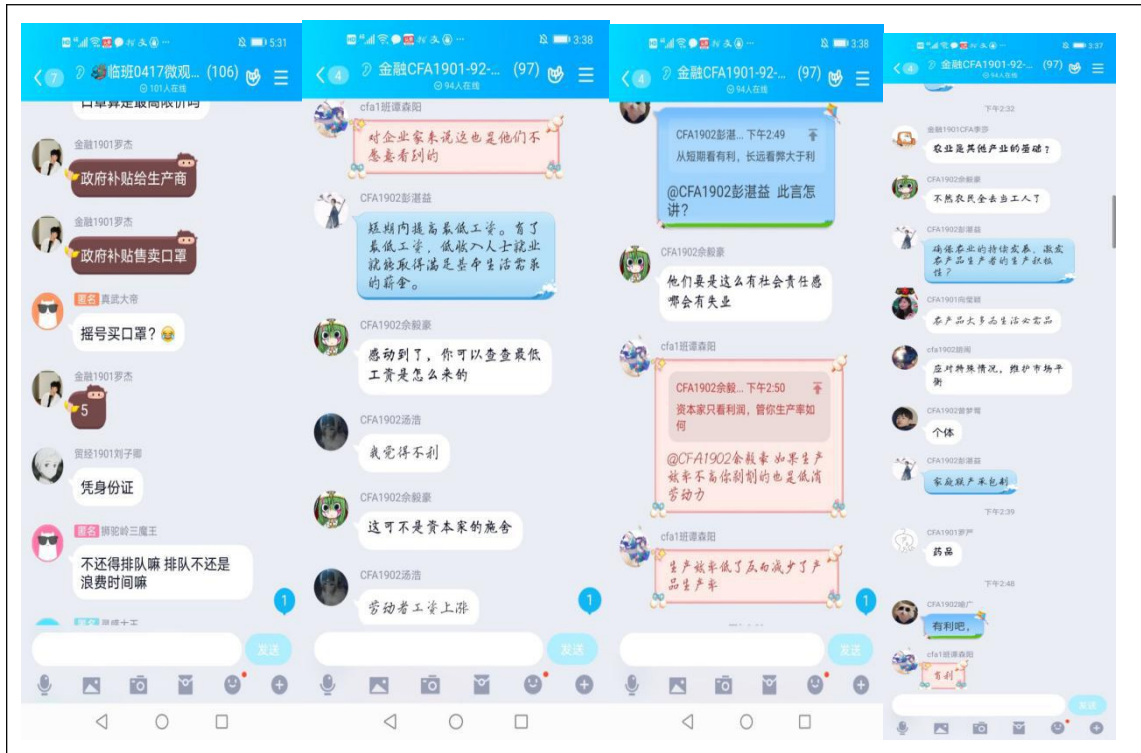 5:31
临班0417微观... (106)
101人在线
口罩算是最高限价吗
金融1901罗杰
政府补贴给生产商
金融1901罗杰
政府补贴售卖口罩
匿名 真武大帝
摇号买口罩?
金融1901罗杰
5
贸经1901刘子卿
凭身份证
匿名 狮驼岭三魔王
不还得排队嘛 排队不还是
浪费时间嘛
1
发送
3:38
4
金融CFA1901-92-... (97)
94人在线
cfa1班谭森阳
对企业家来说这也是他们不
愿意看到的
CFA1902彭湛益
短期内提高最低工资。有了
最低工资,低收入人士就业
就能取得满足基本生活需求
的薪金。
CFA1902余毅豪
感动到了,你可以查查最低
工资是怎么来的
CFA1902汤浩
我觉得不利
CFA1902余毅豪
这可不是资本家的施舍
CFA1902汤浩
劳动者工资上涨
1
发送
3:38
4
金融CFA1901-92-... (97)
94人在线
CFA1902彭湛... 下午2:49
从短期看有利,长远看弊大于利
@CFA1902彭湛益 此言怎
讲?
CFA1902余毅豪
他们要是这么有社会责任感
哪会有失业
cfa1班谭森阳
CFA1902余毅... 下午2:50
资本家只看利润,管你生产率如
何
@CFA1902余毅豪 如果生产
效率不高你剥削的也是低消
劳动力
cfa1班谭森阳
生产效率低了反而减少了产
品生产率
1
发送
3:37
4
金融CFA1901-92-... (97)
94人在线
下午2:32
金融1901CFA李莎
农业是其他产业的基础?
CFA1902余毅豪
不然农民全去当工人了
CFA1902彭湛益
确保农业的持续发展、激发
农产品生产者的生产积极
性?
农产品大多为生活必需品
应对特殊情况,维护市场平
衡
个体
CFA1902彭湛益
家庭联产承包制
下午2:39
CFA1901罗严
药品
下午2:48
CFA1902喻广
有利吧,
cfa1班谭森阳
有利
发送